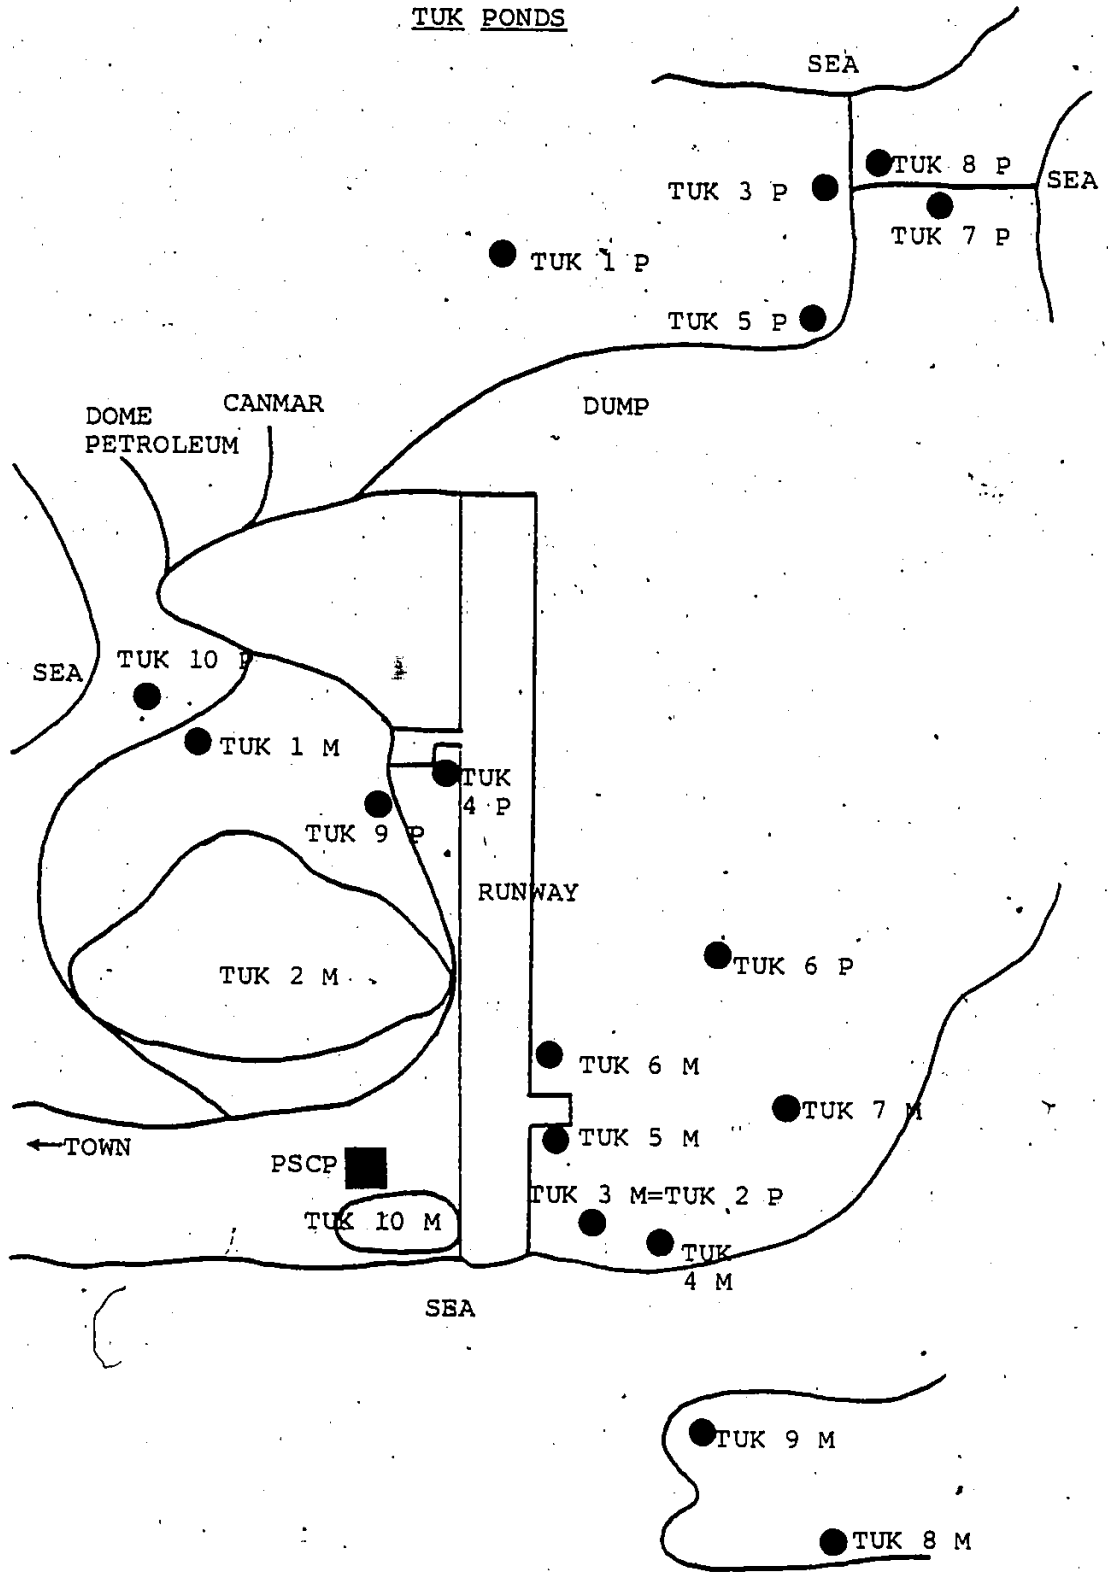 TUK PONDS
SEA
TUK 8 P
TUK 3 P
SEA
TUK 7 P
TUK 1 P
TUK 5 P
CANMAR
DUMP
DOME
PETROLEUM
TUK 10 P
SEA
TUK 1 M
TUK
4 P
TUK 9 P
RUNWAY
TUK 6 P
TUK 2 M
TUK 6 M
TUK 7 M
TUK 5 M
←TOWN
PSCP
TUK 3 M=TUK 2 P
TUK 10 M
TUK
4 M
SEA
TUK 9 M
TUK 8 M